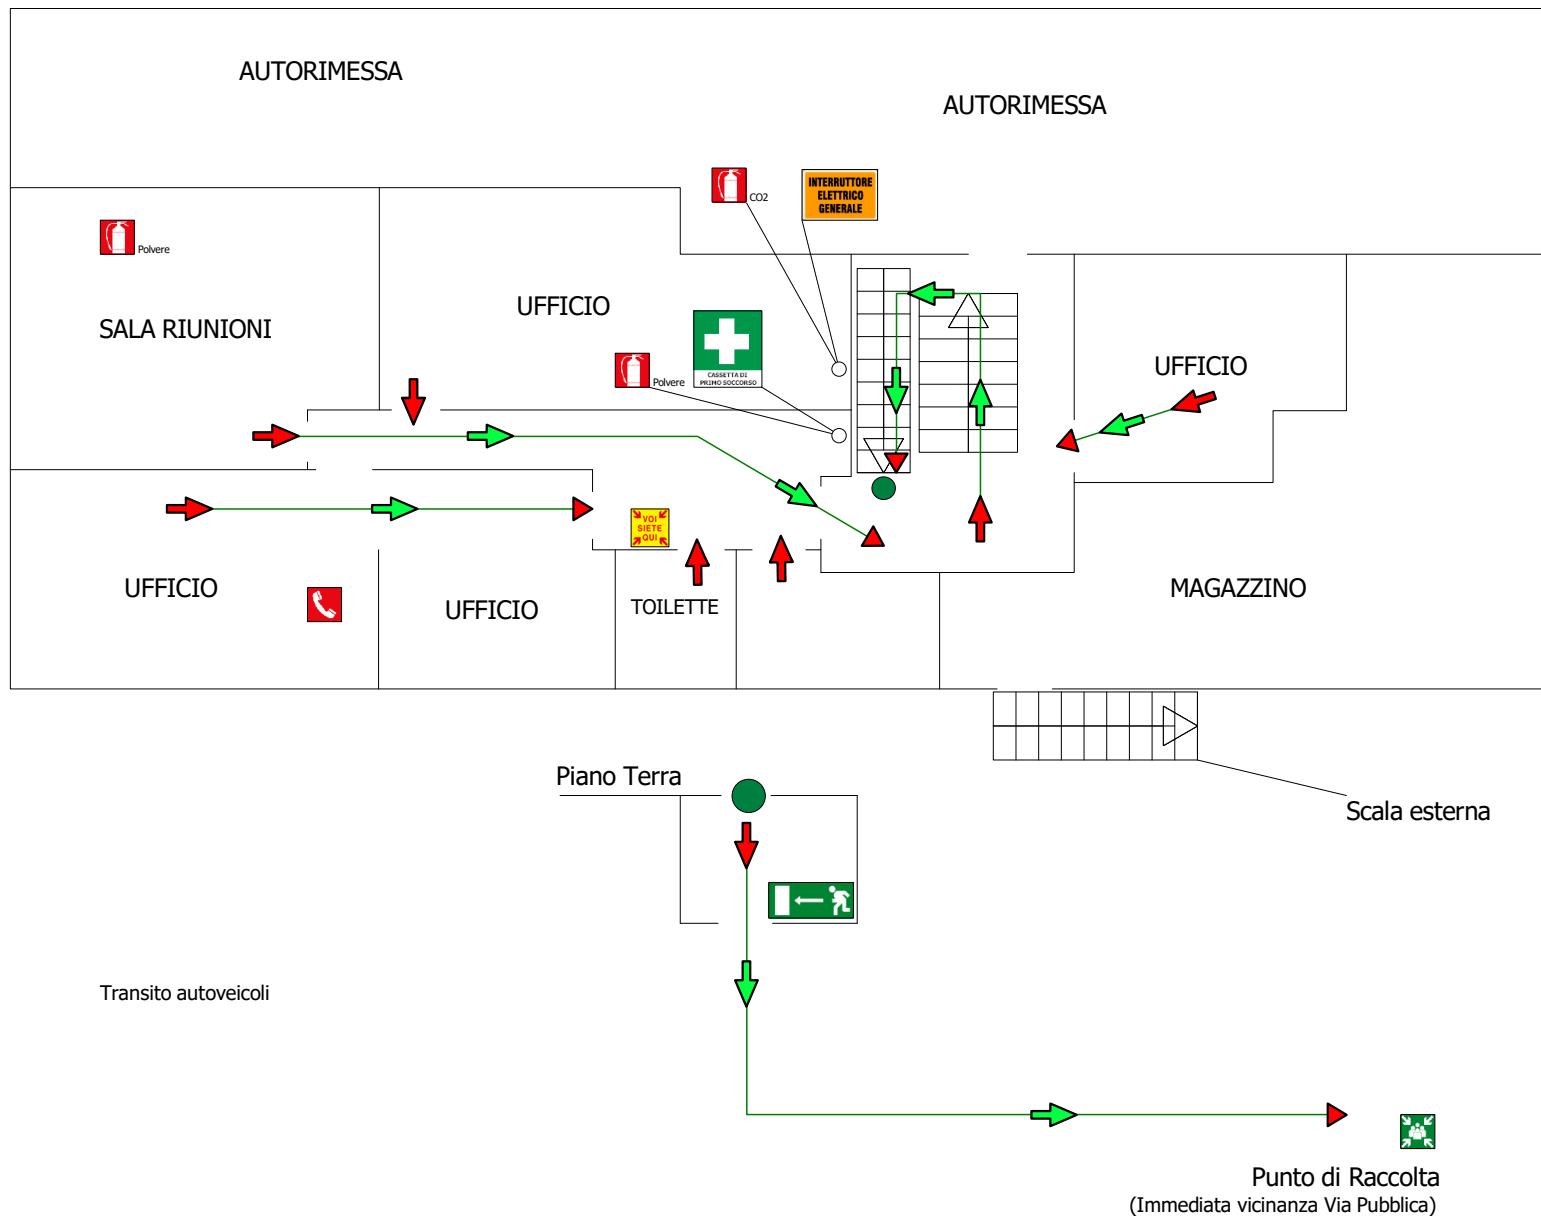 AUTORIMESSA
AUTORIMESSA
CO2
INTERRUTTORE
ELETTRICO
GENERALE
Polvere
SALA RIUNIONI
UFFICIO
CASSETTA DI
PRIMO SOCCORSO
Polvere
UFFICIO
VOI
SIETE
QUI
UFFICIO
UFFICIO
TOILETTE
MAGAZZINO
Piano Terra
Scala esterna
Transito autoveicoli
Punto di Raccolta
(Immediata vicinanza Via Pubblica)